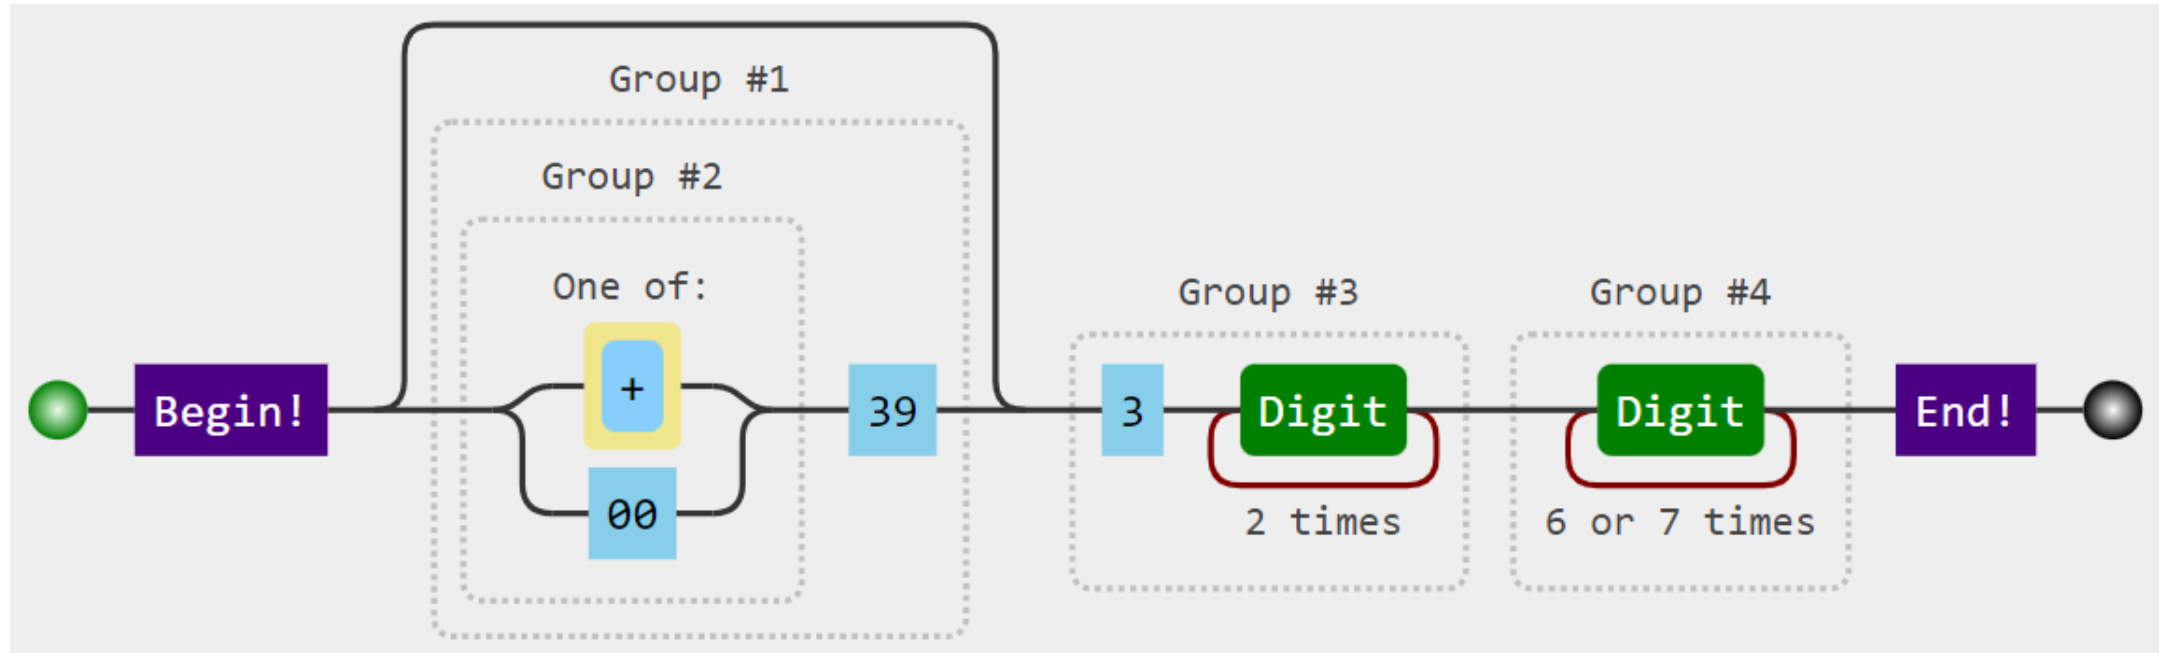 Group #1
Group #2
One of:
+
00
39
Begin!
Group #3
3
Digit
2 times
Group #4
Digit
6 or 7 times
End!